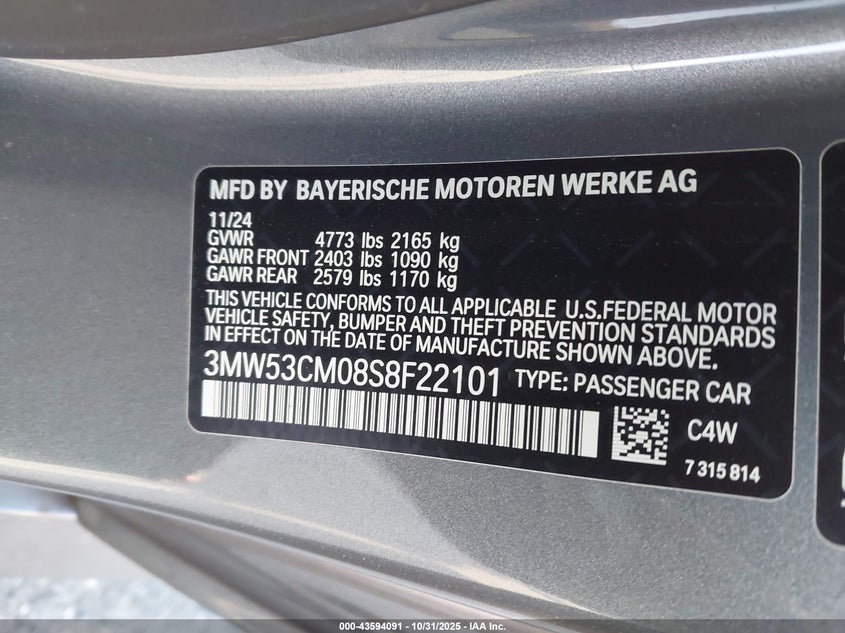 MFD BY BAYERISCHE MOTOREN WERKE AG
11/24
GVWR 4773 lbs 2165 kg
GAWR FRONT 2403 lbs 1090 kg
GAWR REAR 2579 lbs 1170 kg
THIS VEHICLE CONFORMS TO ALL APPLICABLE U.S.FEDERAL MOTOR
VEHICLE SAFETY, BUMPER AND THEFT PREVENTION STANDARDS
IN EFFECT ON THE DATE OF MANUFACTURE SHOWN ABOVE.
3MW53CM08S8F22101 TYPE: PASSENGER CAR
C4W
7 315 814
000-43594091 - 10/31/2025 - IAA Inc.